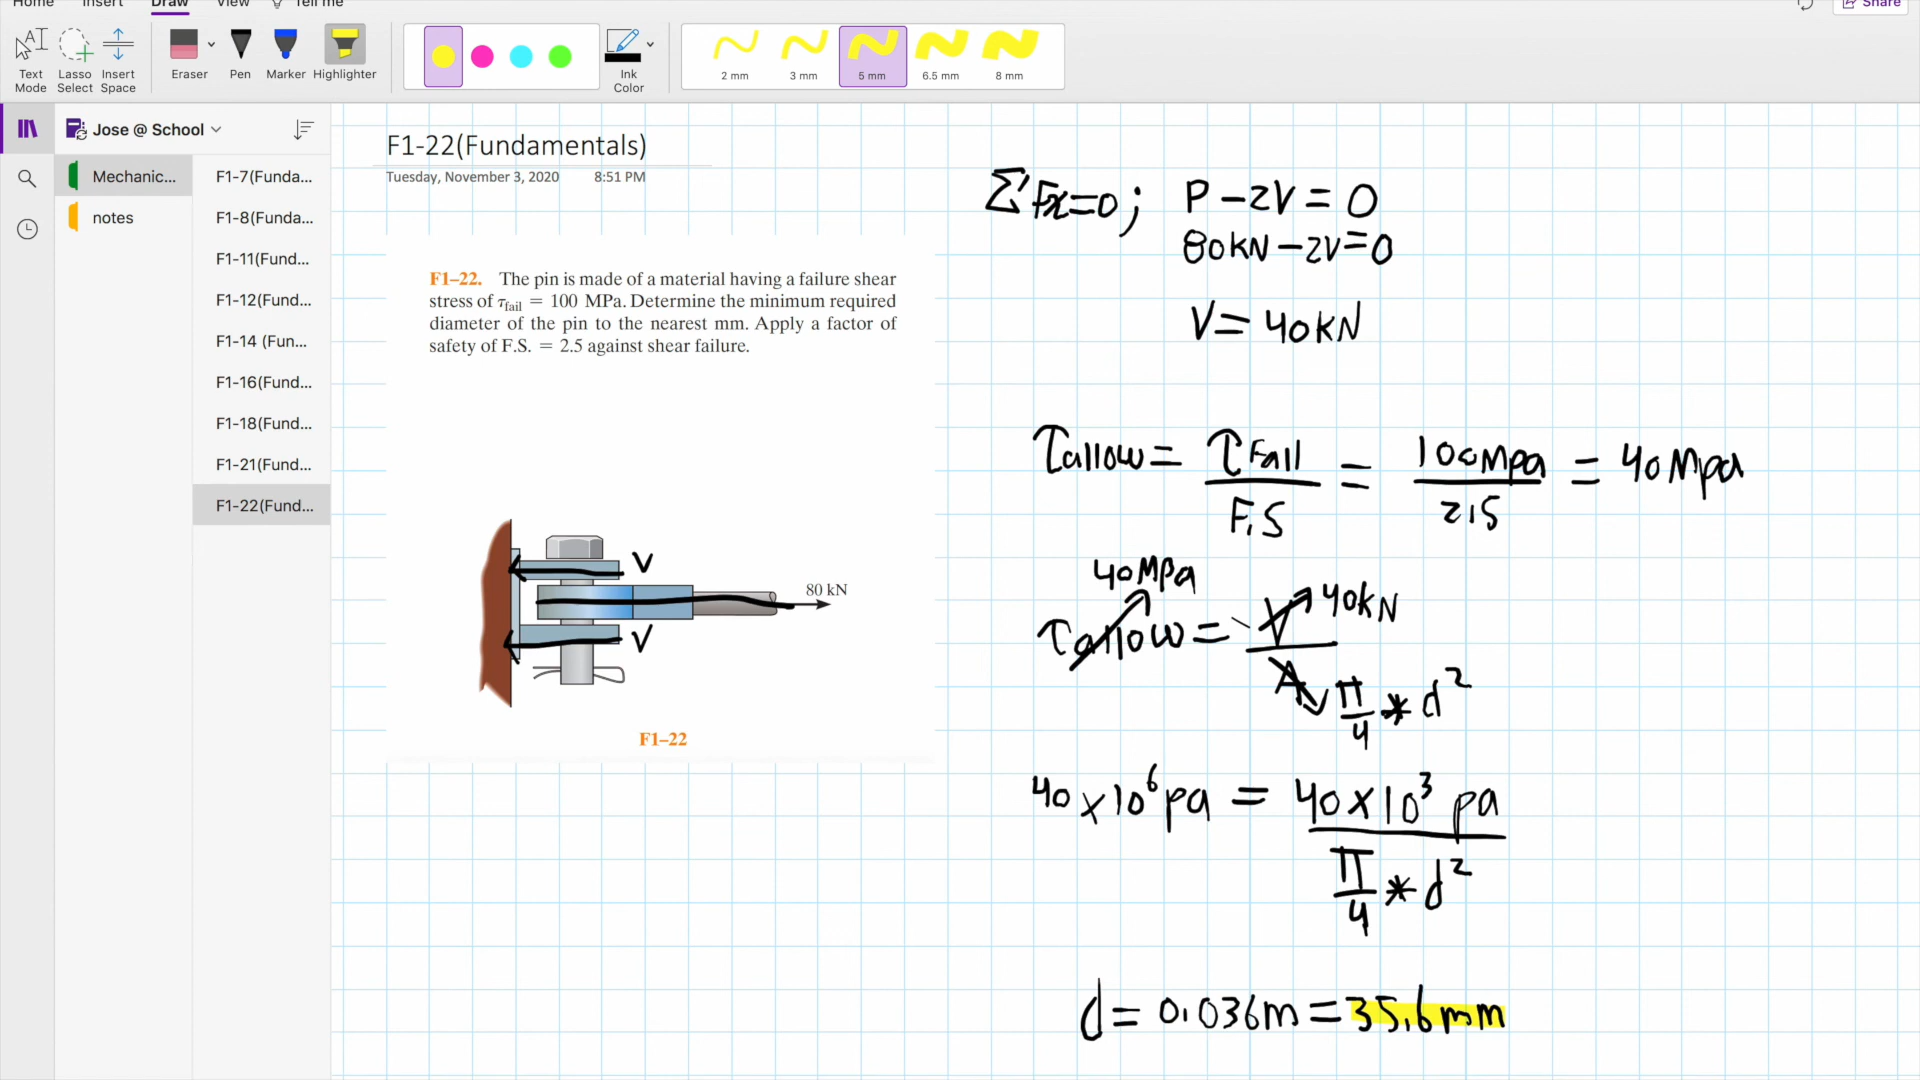 Home Insert Draw View Tell me Share
Text Mode
Lasso Select
Insert Space
Eraser
Pen
Marker
Highlighter
Ink Color
2 mm
3 mm
5 mm
6.5 mm
8 mm
Jose @ School
Mechanic...
notes
F1-7(Funda...
F1-8(Funda...
F1-11(Fund...
F1-12(Fund...
F1-14 (Fun...
F1-16(Fund...
F1-18(Fund...
F1-21(Fund...
F1-22(Fund...
F1-22(Fundamentals)
Tuesday, November 3, 2020 8:51 PM
F1–22. The pin is made of a material having a failure shear
stress of τfail = 100 MPa. Determine the minimum required
diameter of the pin to the nearest mm. Apply a factor of
safety of F.S. = 2.5 against shear failure.
V
80 kN
V
F1–22
ΣFx=0; P-2V=0
80kN-2V=0
V=40kN
τallow = τFail / F.S = 100Mpa / 2.5 = 40Mpa
40MPa
τallow = V / A
40kN
π/4 * d²
40×10⁶ pa = 40×10³ pa / π/4 * d²
d = 0.036m = 35.6mm